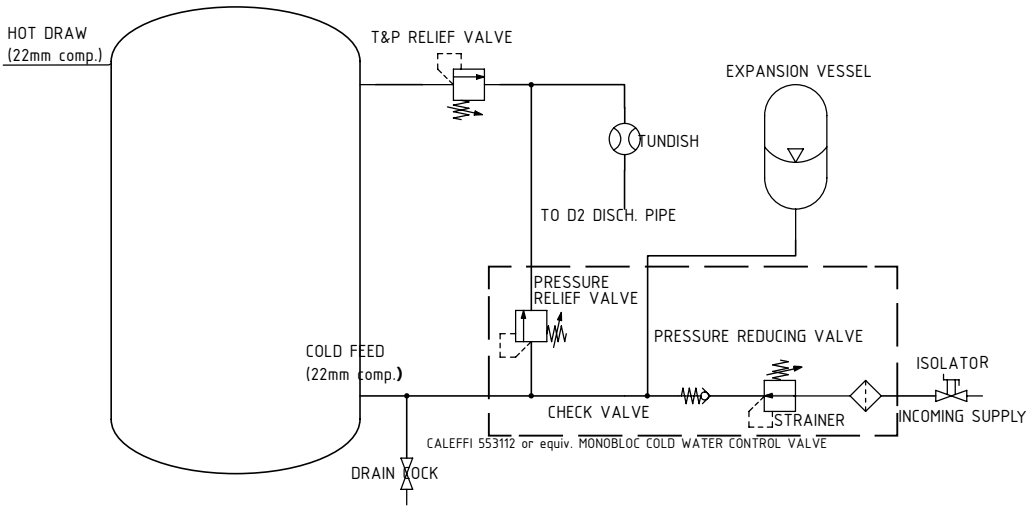 HOT DRAW
(22mm comp.)
T&P RELIEF VALVE
EXPANSION VESSEL
TUNDISH
TO D2 DISCH. PIPE
PRESSURE
RELIEF VALVE
PRESSURE REDUCING VALVE
COLD FEED
(22mm comp.)
ISOLATOR
CHECK VALVE
STRAINER
INCOMING SUPPLY
CALEFFI 553112 or equiv. MONOBLOC COLD WATER CONTROL VALVE
DRAIN COCK